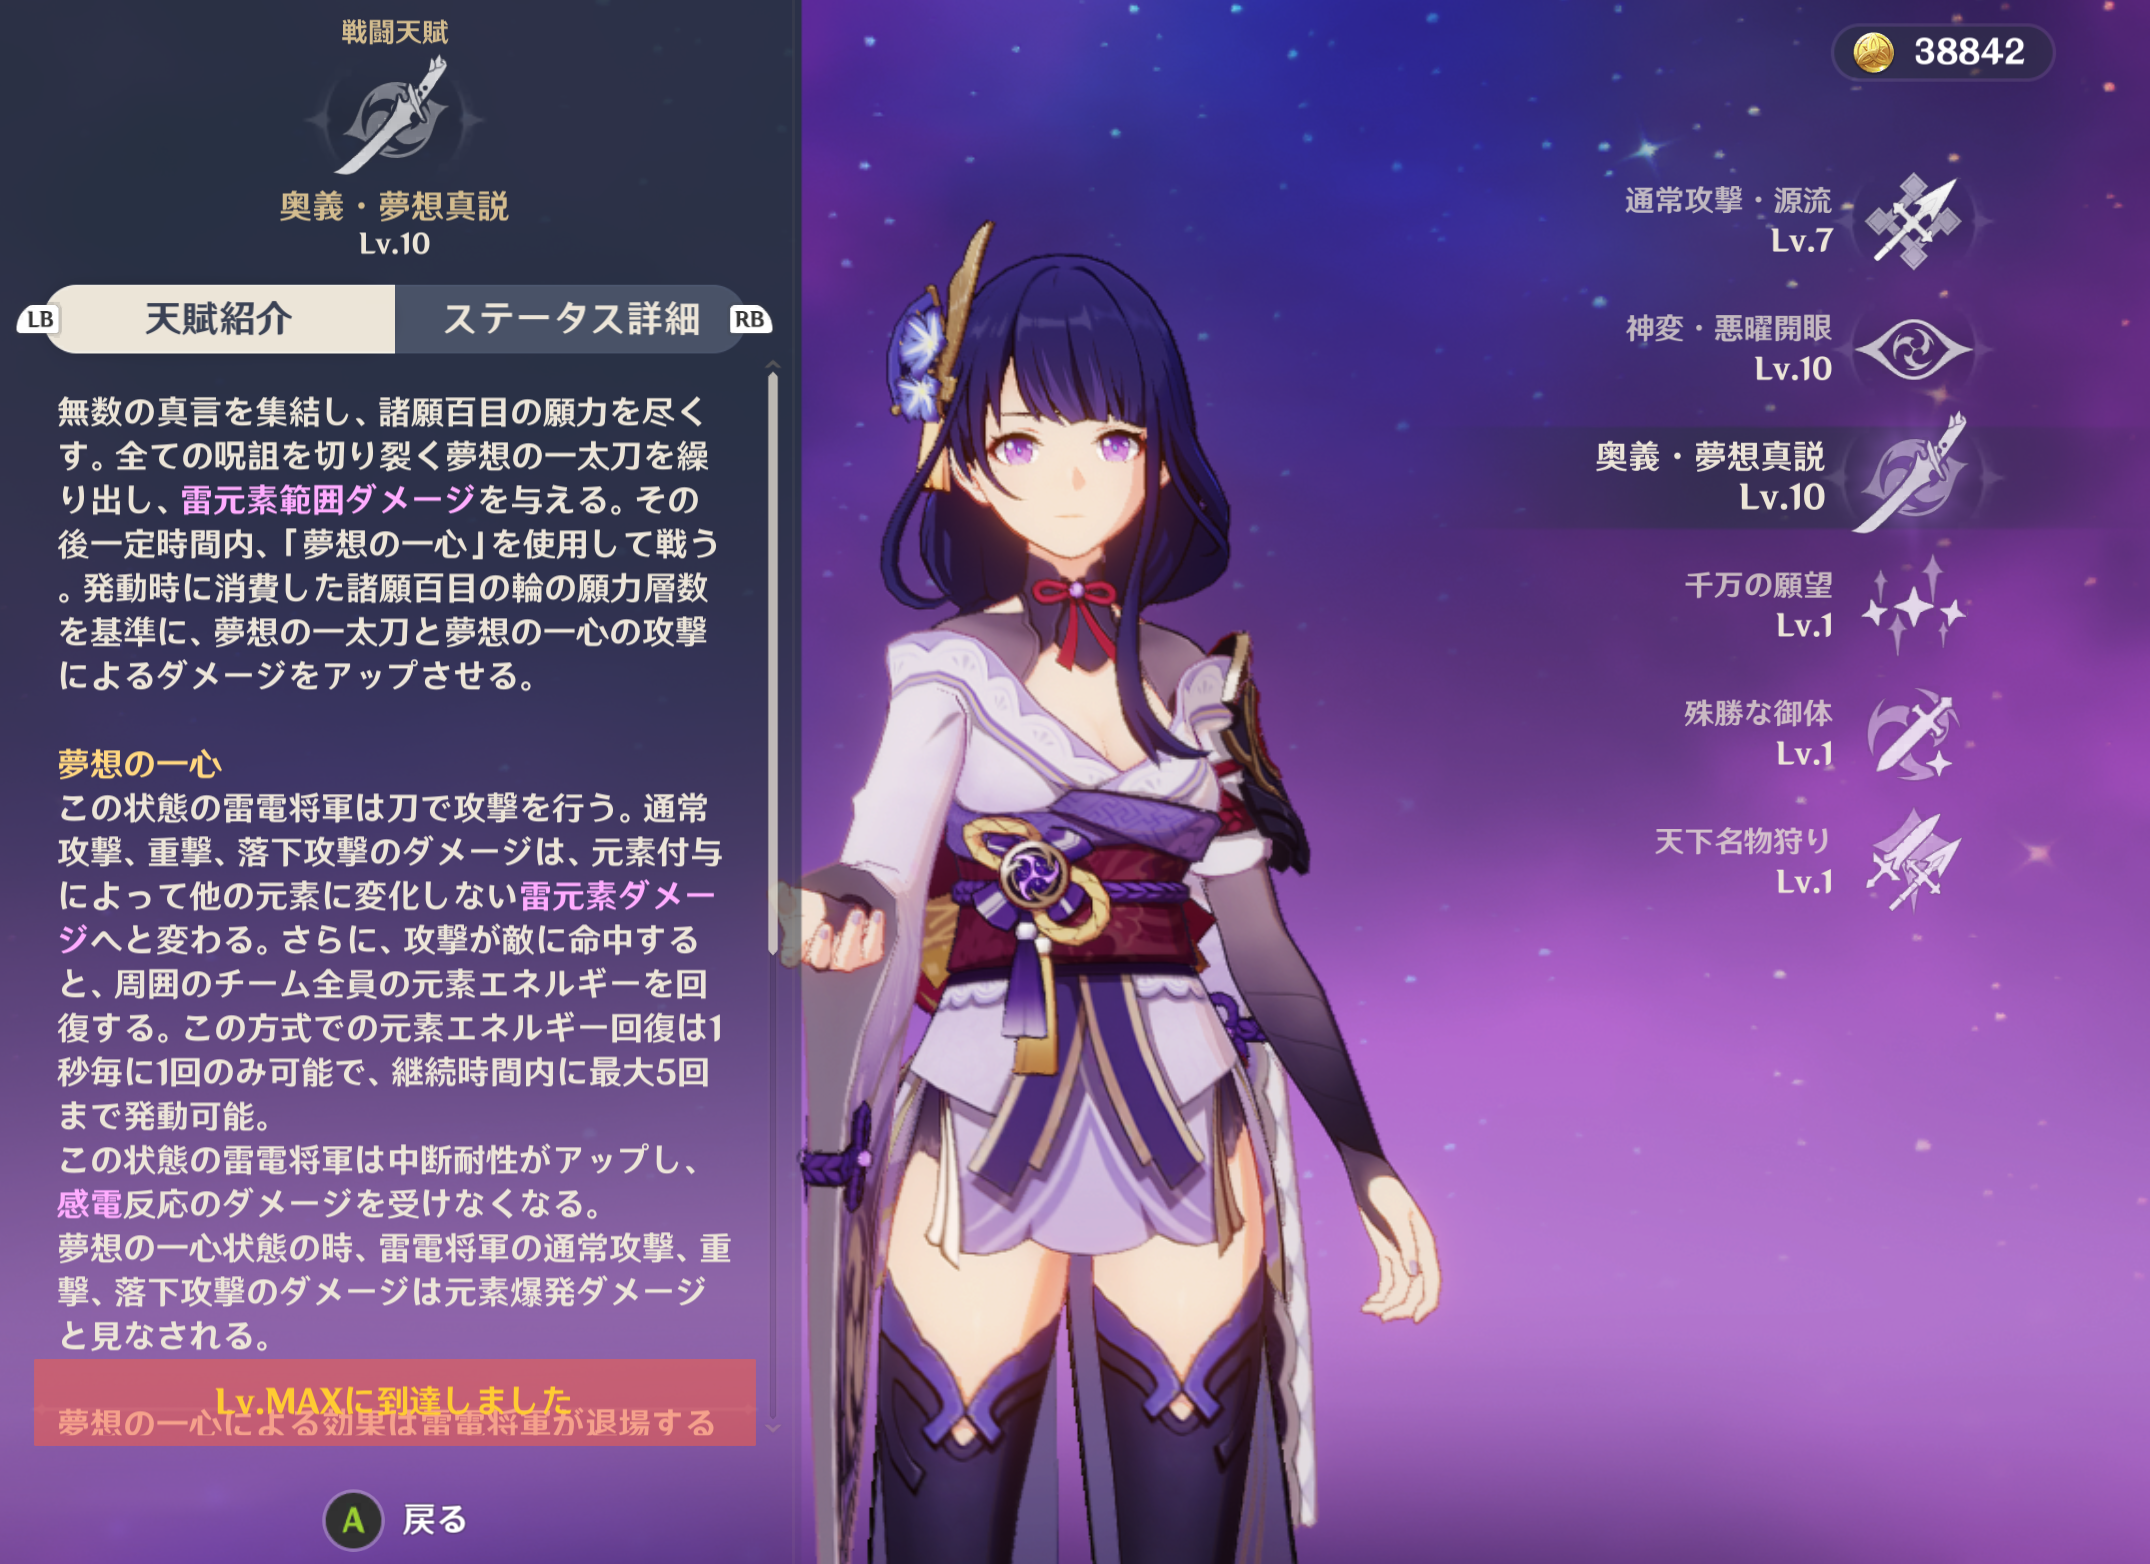 戦闘天賦
奥義・夢想真説
Lv.10
LB
天賦紹介
ステータス詳細
RB
無数の真言を集結し、諸願百目の願力を尽く
す。全ての呪詛を切り裂く夢想の一太刀を繰
り出し、雷元素範囲ダメージを与える。その
後一定時間内、「夢想の一心」を使用して戦う
。発動時に消費した諸願百目の輪の願力層数
を基準に、夢想の一太刀と夢想の一心の攻撃
によるダメージをアップさせる。
夢想の一心
この状態の雷電将軍は刀で攻撃を行う。通常
攻撃、重撃、落下攻撃のダメージは、元素付与
によって他の元素に変化しない雷元素ダメー
ジへと変わる。さらに、攻撃が敵に命中する
と、周囲のチーム全員の元素エネルギーを回
復する。この方式での元素エネルギー回復は1
秒毎に1回のみ可能で、継続時間内に最大5回
まで発動可能。
この状態の雷電将軍は中断耐性がアップし、
感電反応のダメージを受けなくなる。
夢想の一心状態の時、雷電将軍の通常攻撃、重
撃、落下攻撃のダメージは元素爆発ダメージ
と見なされる。
Lv.MAXに到達しました
夢想の一心による効果は雷電将軍が退場する
A 戻る
38842
通常攻撃・源流
Lv.7
神変・悪曜開眼
Lv.10
奥義・夢想真説
Lv.10
千万の願望
Lv.1
殊勝な御体
Lv.1
天下名物狩り
Lv.1